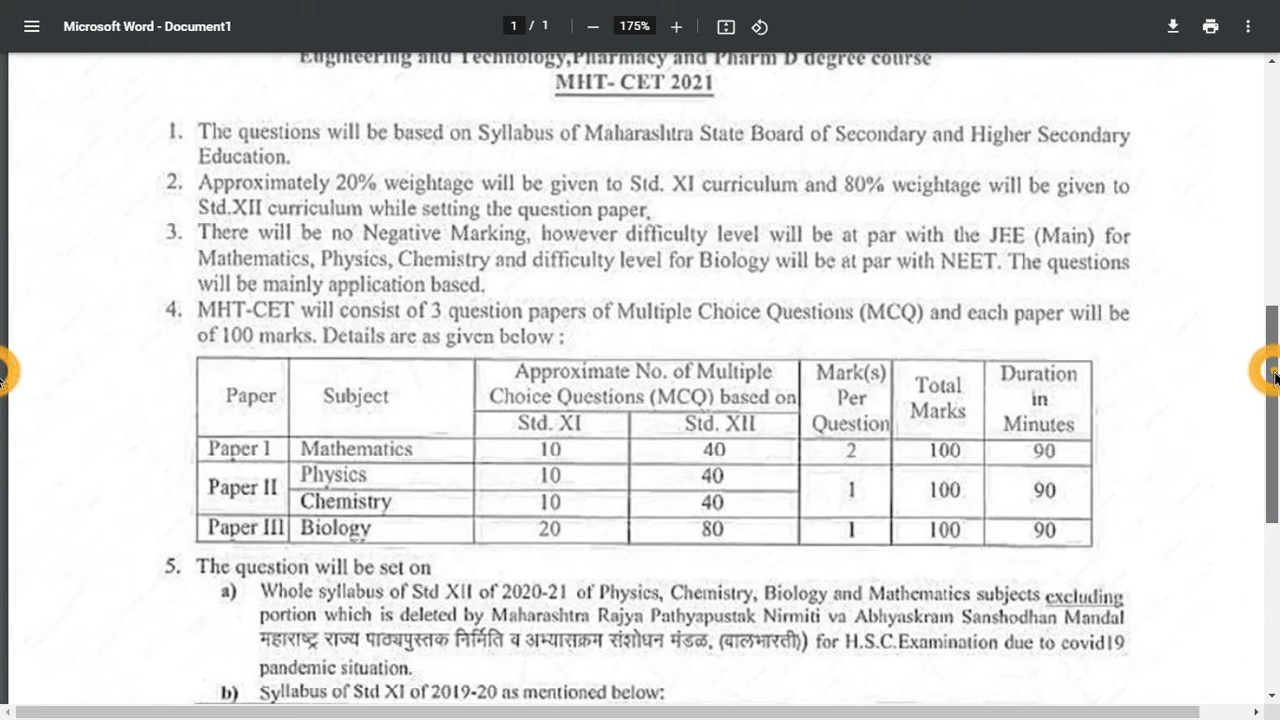 Microsoft Word - Document1
1 / 1
175%
Engineering and Technology,Pharmacy and Pharm D degree course
MHT- CET 2021
1. The questions will be based on Syllabus of Maharashtra State Board of Secondary and Higher Secondary
Education.
2. Approximately 20% weightage will be given to Std. XI curriculum and 80% weightage will be given to
Std.XII curriculum while setting the question paper.
3. There will be no Negative Marking, however difficulty level will be at par with the JEE (Main) for
Mathematics, Physics, Chemistry and difficulty level for Biology will be at par with NEET. The questions
will be mainly application based.
4. MHT-CET will consist of 3 question papers of Multiple Choice Questions (MCQ) and each paper will be
of 100 marks. Details are as given below :
Paper Subject Approximate No. of Multiple Choice Questions (MCQ) based on Mark(s) Per Question Total Marks Duration in Minutes
Std. XI Std. XII
Paper I Mathematics 10 40 2 100 90
Paper II Physics 10 40 1 100 90
Chemistry 10 40
Paper III Biology 20 80 1 100 90
5. The question will be set on
a) Whole syllabus of Std XII of 2020-21 of Physics, Chemistry, Biology and Mathematics subjects excluding
portion which is deleted by Maharashtra Rajya Pathyapustak Nirmiti va Abhyaskram Sanshodhan Mandal
महाराष्ट्र राज्य पाठ्यपुस्तक निर्मिति व अभ्यासक्रम संशोधन मंडळ, (बालभारती)) for H.S.C.Examination due to covid19
pandemic situation.
b) Syllabus of Std XI of 2019-20 as mentioned below: